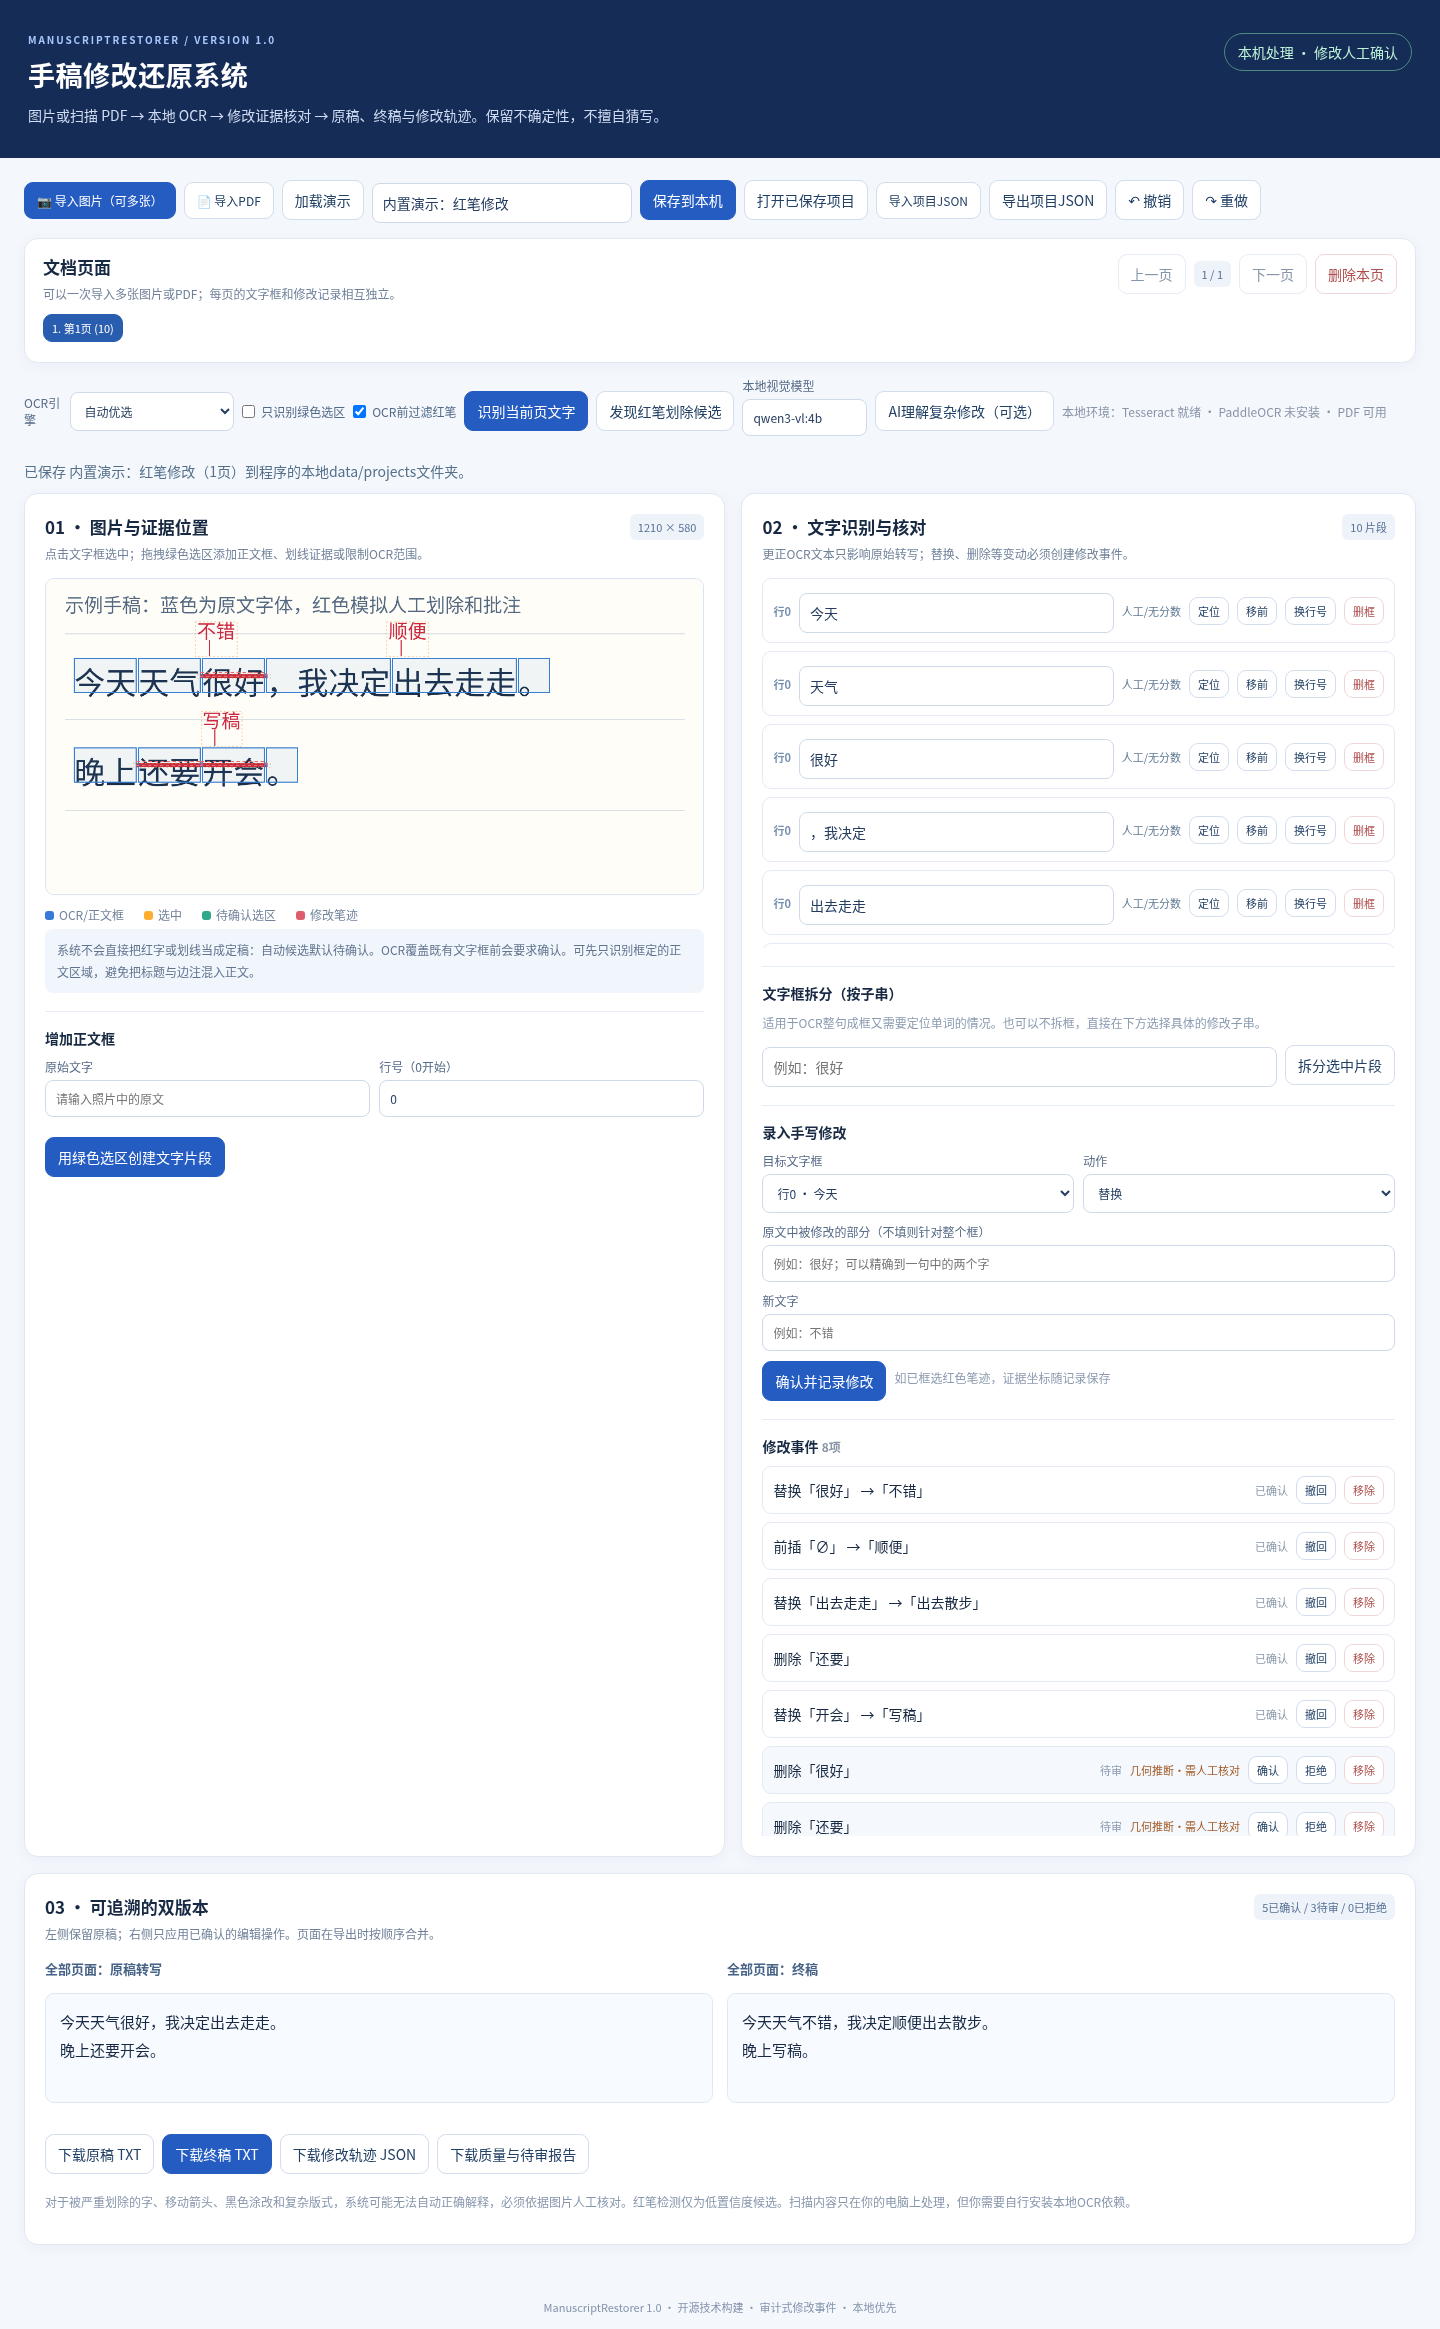 MANUSCRIPTRESTORER / VERSION 1.0
手稿修改还原系统
图片或扫描 PDF → 本地 OCR → 修改证据核对 → 原稿、终稿与修改轨迹。保留不确定性，不擅自猜写。
本机处理 · 修改人工确认
导入图片（可多张） 导入PDF 加载演示 内置演示：红笔修改 保存到本机 打开已保存项目 导入项目JSON 导出项目JSON ↶ 撤销 ↷ 重做
文档页面
可以一次导入多张图片或PDF；每页的文字框和修改记录相互独立。
上一页 1 / 1 下一页 删除本页
1. 第1页 (10)
OCR引擎 自动优选 只识别绿色选区 OCR前过滤红笔 识别当前页文字 发现红笔划除候选 本地视觉模型 qwen3-vl:4b AI理解复杂修改（可选） 本地环境：Tesseract 就绪 · PaddleOCR 未安装 · PDF 可用
已保存 内置演示：红笔修改（1页）到程序的本地data/projects文件夹。
01 · 图片与证据位置
1210 × 580
点击文字框选中；拖拽绿色选区添加正文框、划线证据或限制OCR范围。
示例手稿：蓝色为原文字体，红色模拟人工划除和批注
不错 顺便
今天天气很好，我决定出去走走。
写稿
晚上还要开会。
OCR/正文框 选中 待确认选区 修改笔迹
系统不会直接把红字或划线当成定稿：自动候选默认待确认。OCR覆盖既有文字框前会要求确认。可先只识别框定的正
文区域，避免把标题与边注混入正文。
增加正文框
原始文字 行号（0开始）
请输入照片中的原文 0
用绿色选区创建文字片段
02 · 文字识别与核对
10 片段
更正OCR文本只影响原始转写；替换、删除等变动必须创建修改事件。
行0 今天 人工/无分数 定位 移前 换行号 删框
行0 天气 人工/无分数 定位 移前 换行号 删框
行0 很好 人工/无分数 定位 移前 换行号 删框
行0 ，我决定 人工/无分数 定位 移前 换行号 删框
行0 出去走走 人工/无分数 定位 移前 换行号 删框
文字框拆分（按子串）
适用于OCR整句成框又需要定位单词的情况。也可以不拆框，直接在下方选择具体的修改子串。
例如：很好 拆分选中片段
录入手写修改
目标文字框 动作
行0 · 今天 替换
原文中被修改的部分（不填则针对整个框）
例如：很好；可以精确到一句中的两个字
新文字
例如：不错
确认并记录修改 如已框选红色笔迹，证据坐标随记录保存
修改事件 8项
替换「很好」→「不错」 已确认 撤回 移除
前插「∅」→「顺便」 已确认 撤回 移除
替换「出去走走」→「出去散步」 已确认 撤回 移除
删除「还要」 已确认 撤回 移除
替换「开会」→「写稿」 已确认 撤回 移除
删除「很好」 待审 几何推断·需人工核对 确认 拒绝 移除
删除「还要」 待审 几何推断·需人工核对 确认 拒绝 移除
03 · 可追溯的双版本
5已确认 / 3待审 / 0已拒绝
左侧保留原稿；右侧只应用已确认的编辑操作。页面在导出时按顺序合并。
全部页面：原稿转写
今天天气很好，我决定出去走走。
晚上还要开会。
全部页面：终稿
今天天气不错，我决定顺便出去散步。
晚上写稿。
下载原稿 TXT 下载终稿 TXT 下载修改轨迹 JSON 下载质量与待审报告
对于被严重划除的字、移动箭头、黑色涂改和复杂版式，系统可能无法自动正确解释，必须依据图片人工核对。红笔检测仅为低置信度候选。扫描内容只在你的电脑上处理，但你需要自行安装本地OCR依赖。
ManuscriptRestorer 1.0 · 开源技术构建 · 审计式修改事件 · 本地优先